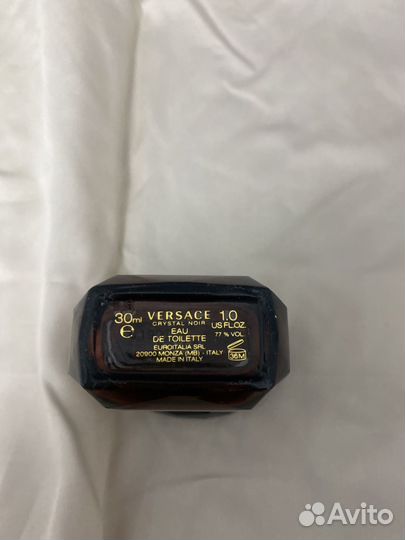 30ml VERSACE 1.0
CRYSTAL NOIR US FL.OZ.
e EAU 77 % VOL
DE TOILETTE
EUROITALIA SRL
20900 MONZA (MB) - ITALY
MADE IN ITALY
36M
Avito